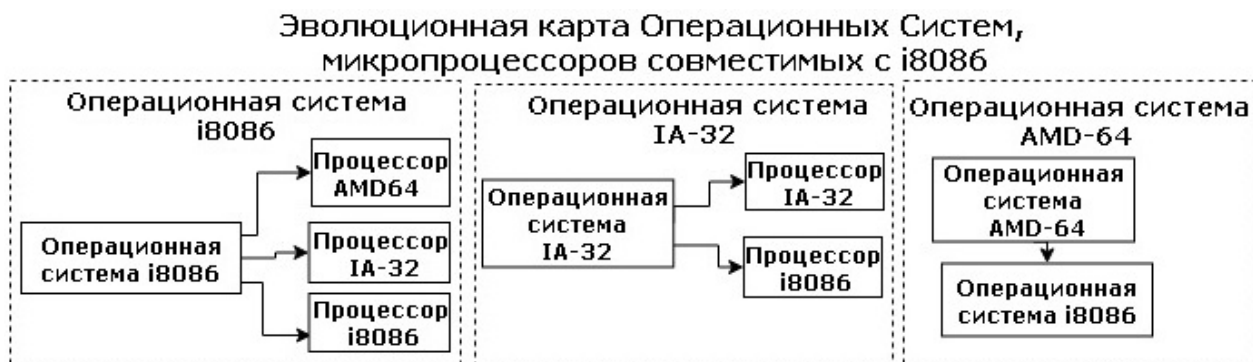 Эволюционная карта Операционных Систем,
микропроцессоров совместимых с i8086
Операционная система
i8086
Процессор
AMD64
Операционная
система i8086
Процессор
IA-32
Процессор
i8086
Операционная система
IA-32
Процессор
IA-32
Операционная
система
IA-32
Процессор
i8086
Операционная система
AMD-64
Операционная
система
AMD-64
Операционная
система i8086